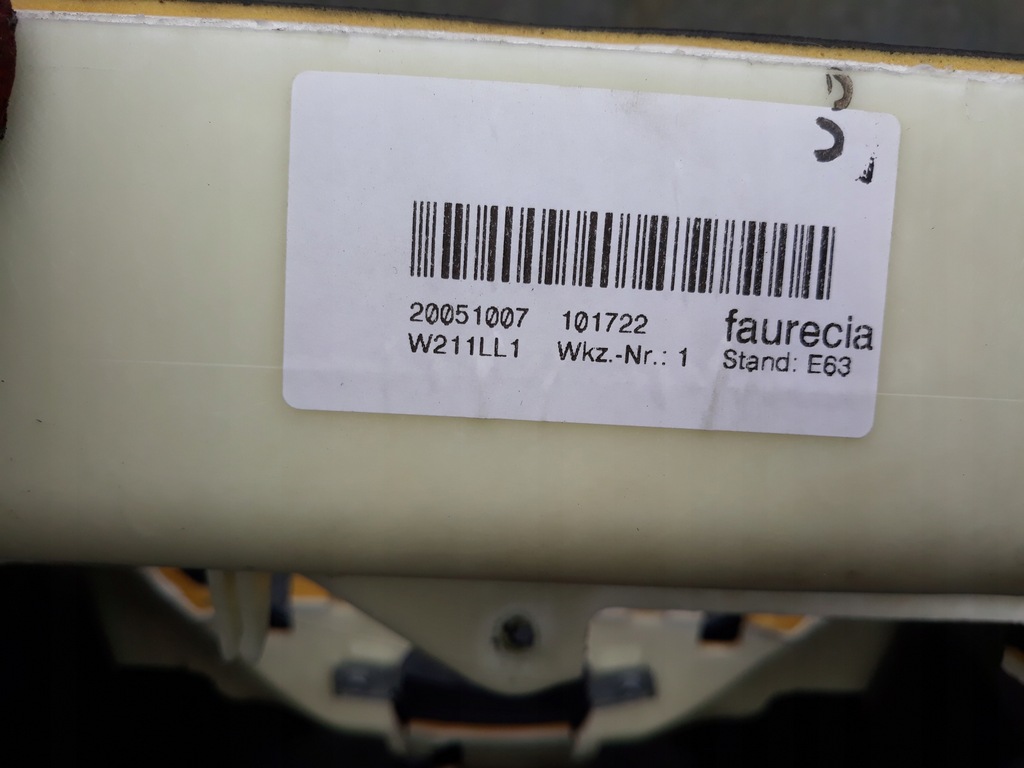 20051007 101722 faurecia
W211LL1 Wkz.-Nr.: 1 Stand: E63